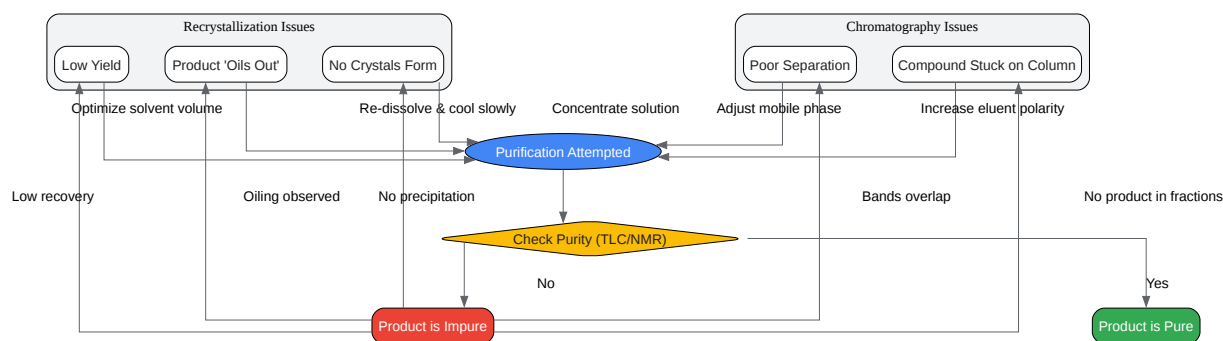 Recrystallization Issues
Chromatography Issues
Low Yield
Product 'Oils Out'
No Crystals Form
Poor Separation
Compound Stuck on Column
Optimize solvent volume
Re-dissolve & cool slowly
Concentrate solution
Adjust mobile phase
Increase eluent polarity
Purification Attempted
Low recovery
Oiling observed
No precipitation
Bands overlap
No product in fractions
Check Purity (TLC/NMR)
No
Yes
Product is Impure
Product is Pure